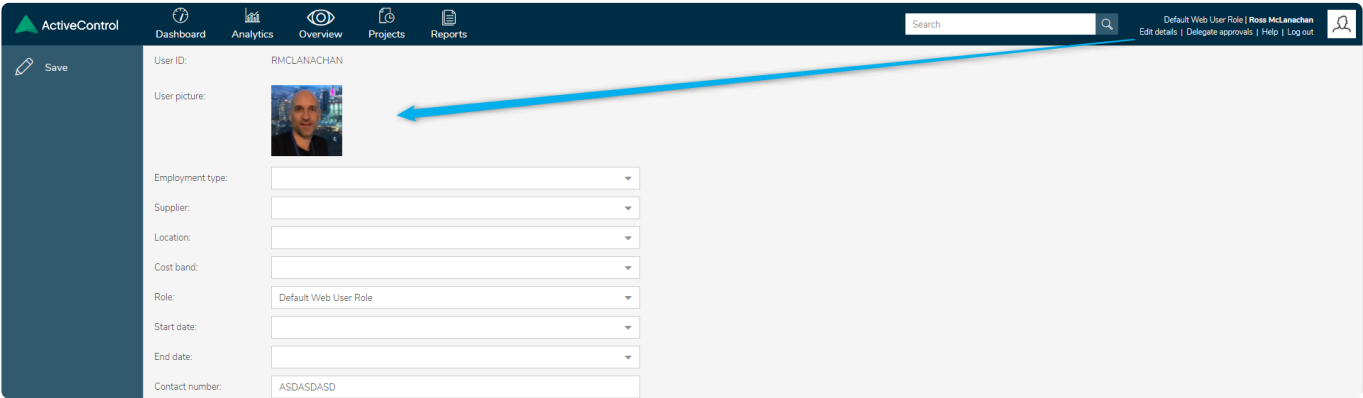 ActiveControl
Dashboard
Analytics
Overview
Projects
Reports
Search
Default Web User Role | Ross McLanachan
Edit details | Delegate approvals | Help | Log out
Save
User ID: RMCLANACHAN
User picture:
Employment type:
Supplier:
Location:
Cost band:
Role: Default Web User Role
Start date:
End date:
Contact number: ASDASDASD